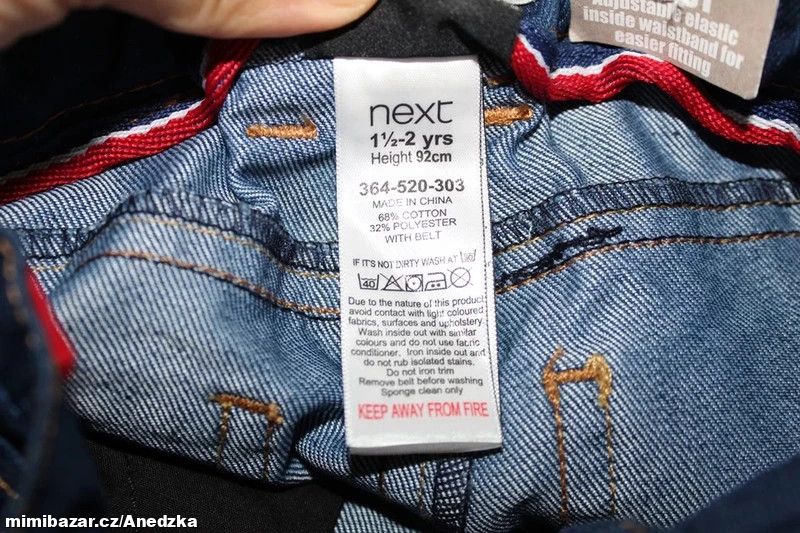 Adjustable elastic
inside waistband for
easier fitting
next
1½-2 yrs
Height 92cm
364-520-303
MADE IN CHINA
68% COTTON
32% POLYESTER
WITH BELT
IF IT'S NOT DIRTY WASH AT 30
40
Due to the nature of this product
avoid contact with light coloured
fabrics, surfaces and upholstery.
Wash inside out with similar
colours and do not use fabric
conditioner. Iron inside out and
do not rub isolated stains.
Do not iron trim
Remove belt before washing
Sponge clean only
KEEP AWAY FROM FIRE
mimibazar.cz/Anedzka